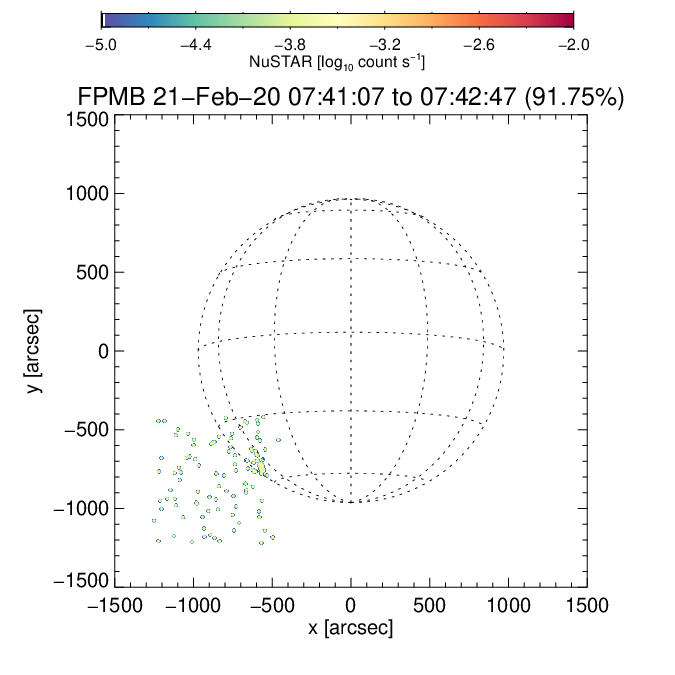 −5.0 −4.4 −3.8 −3.2 −2.6 −2.0
NuSTAR [log₁₀ count s⁻¹]
FPMB 21−Feb−20 07:41:07 to 07:42:47 (91.75%)
1500
1000
500
0
−500
−1000
−1500
y [arcsec]
−1500 −1000 −500 0 500 1000 1500
x [arcsec]